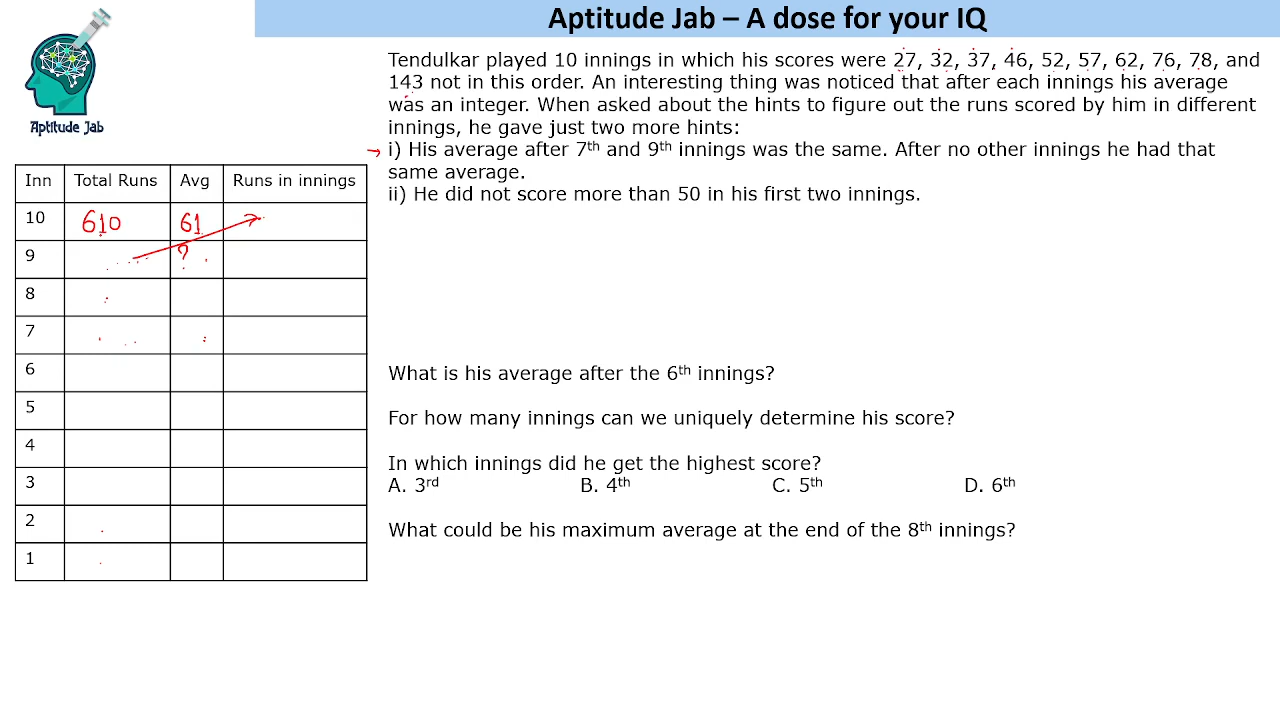 Aptitude Jab – A dose for your IQ
Aptitude Jab
Tendulkar played 10 innings in which his scores were 27, 32, 37, 46, 52, 57, 62, 76, 78, and
143 not in this order. An interesting thing was noticed that after each innings his average
was an integer. When asked about the hints to figure out the runs scored by him in different
innings, he gave just two more hints:
i) His average after 7th and 9th innings was the same. After no other innings he had that
same average.
ii) He did not score more than 50 in his first two innings.
Inn Total Runs Avg Runs in innings
10 610 61
9 ?
8
7
6
5
4
3
2
1
What is his average after the 6th innings?
For how many innings can we uniquely determine his score?
In which innings did he get the highest score?
A. 3rd B. 4th C. 5th D. 6th
What could be his maximum average at the end of the 8th innings?